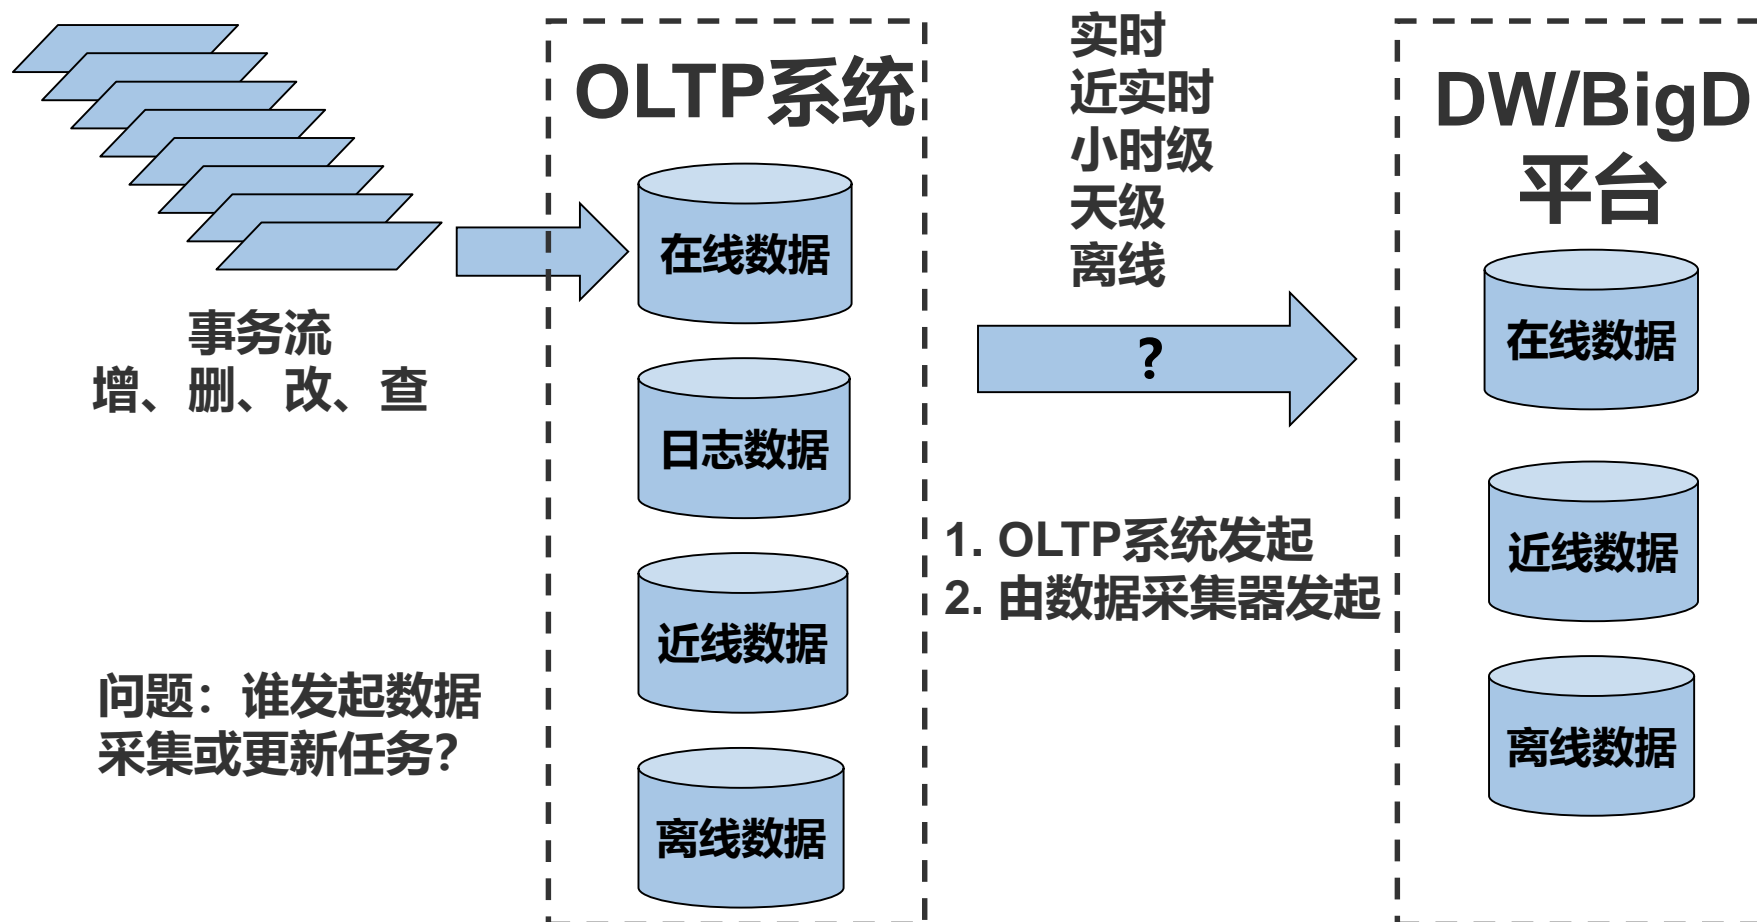 事务流
增、删、改、查
问题：谁发起数据
采集或更新任务？
OLTP系统
在线数据
日志数据
近线数据
离线数据
实时
近实时
小时级
天级
离线
？
1. OLTP系统发起
2. 由数据采集器发起
DW/BigD
平台
在线数据
近线数据
离线数据